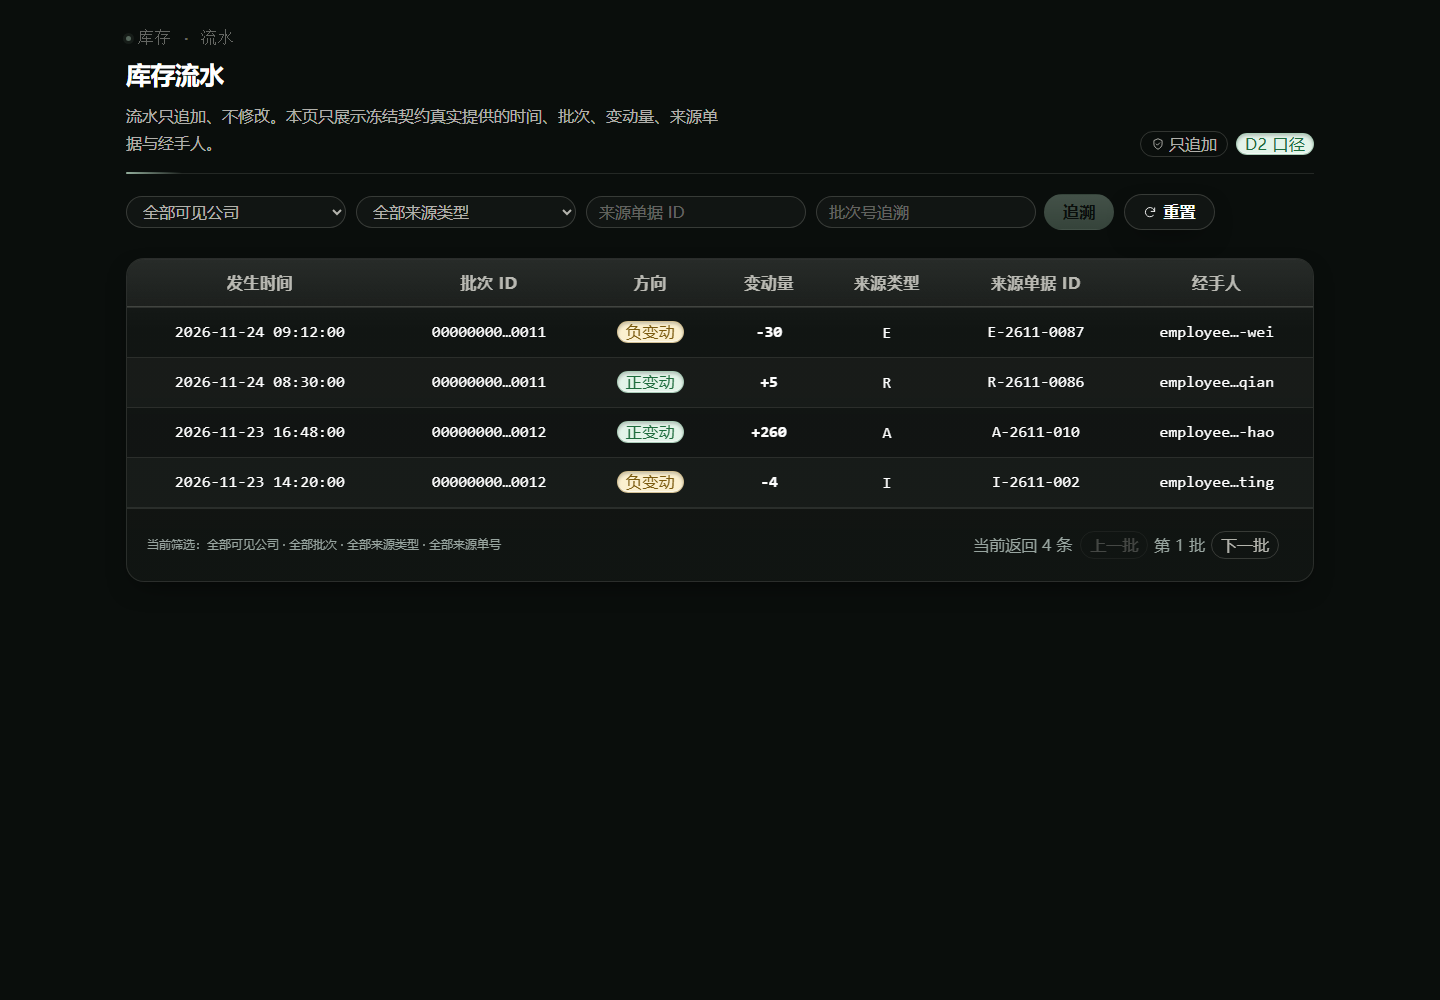 库存 · 流水
库存流水
流水只追加、不修改。本页只展示冻结契约真实提供的时间、批次、变动量、来源单
据与经手人。
只追加 D2 口径
全部可见公司 全部来源类型 来源单据 ID 批次号追溯 追溯 重置
发生时间 批次 ID 方向 变动量 来源类型 来源单据 ID 经手人
2026-11-24 09:12:00 00000000…0011 负变动 -30 E E-2611-0087 employee…-wei
2026-11-24 08:30:00 00000000…0011 正变动 +5 R R-2611-0086 employee…qian
2026-11-23 16:48:00 00000000…0012 正变动 +260 A A-2611-010 employee…-hao
2026-11-23 14:20:00 00000000…0012 负变动 -4 I I-2611-002 employee…ting
当前筛选：全部可见公司 · 全部批次 · 全部来源类型 · 全部来源单号 当前返回 4 条 上一批 第 1 批 下一批